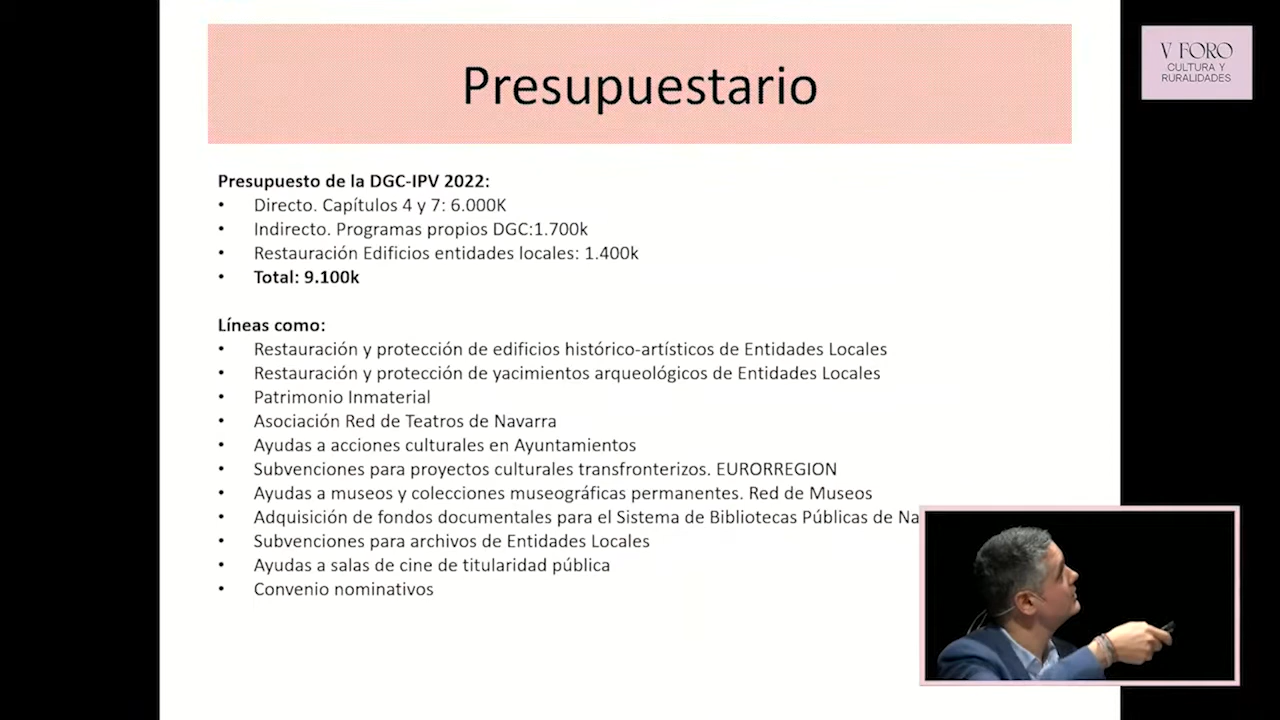 Presupuestario
V FORO
CULTURA Y
RURALIDADES
Presupuesto de la DGC-IPV 2022:
• Directo. Capítulos 4 y 7: 6.000K
• Indirecto. Programas propios DGC:1.700k
• Restauración Edificios entidades locales: 1.400k
• Total: 9.100k
Líneas como:
• Restauración y protección de edificios histórico-artísticos de Entidades Locales
• Restauración y protección de yacimientos arqueológicos de Entidades Locales
• Patrimonio Inmaterial
• Asociación Red de Teatros de Navarra
• Ayudas a acciones culturales en Ayuntamientos
• Subvenciones para proyectos culturales transfronterizos. EURORREGION
• Ayudas a museos y colecciones museográficas permanentes. Red de Museos
• Adquisición de fondos documentales para el Sistema de Bibliotecas Públicas de Na
• Subvenciones para archivos de Entidades Locales
• Ayudas a salas de cine de titularidad pública
• Convenio nominativos